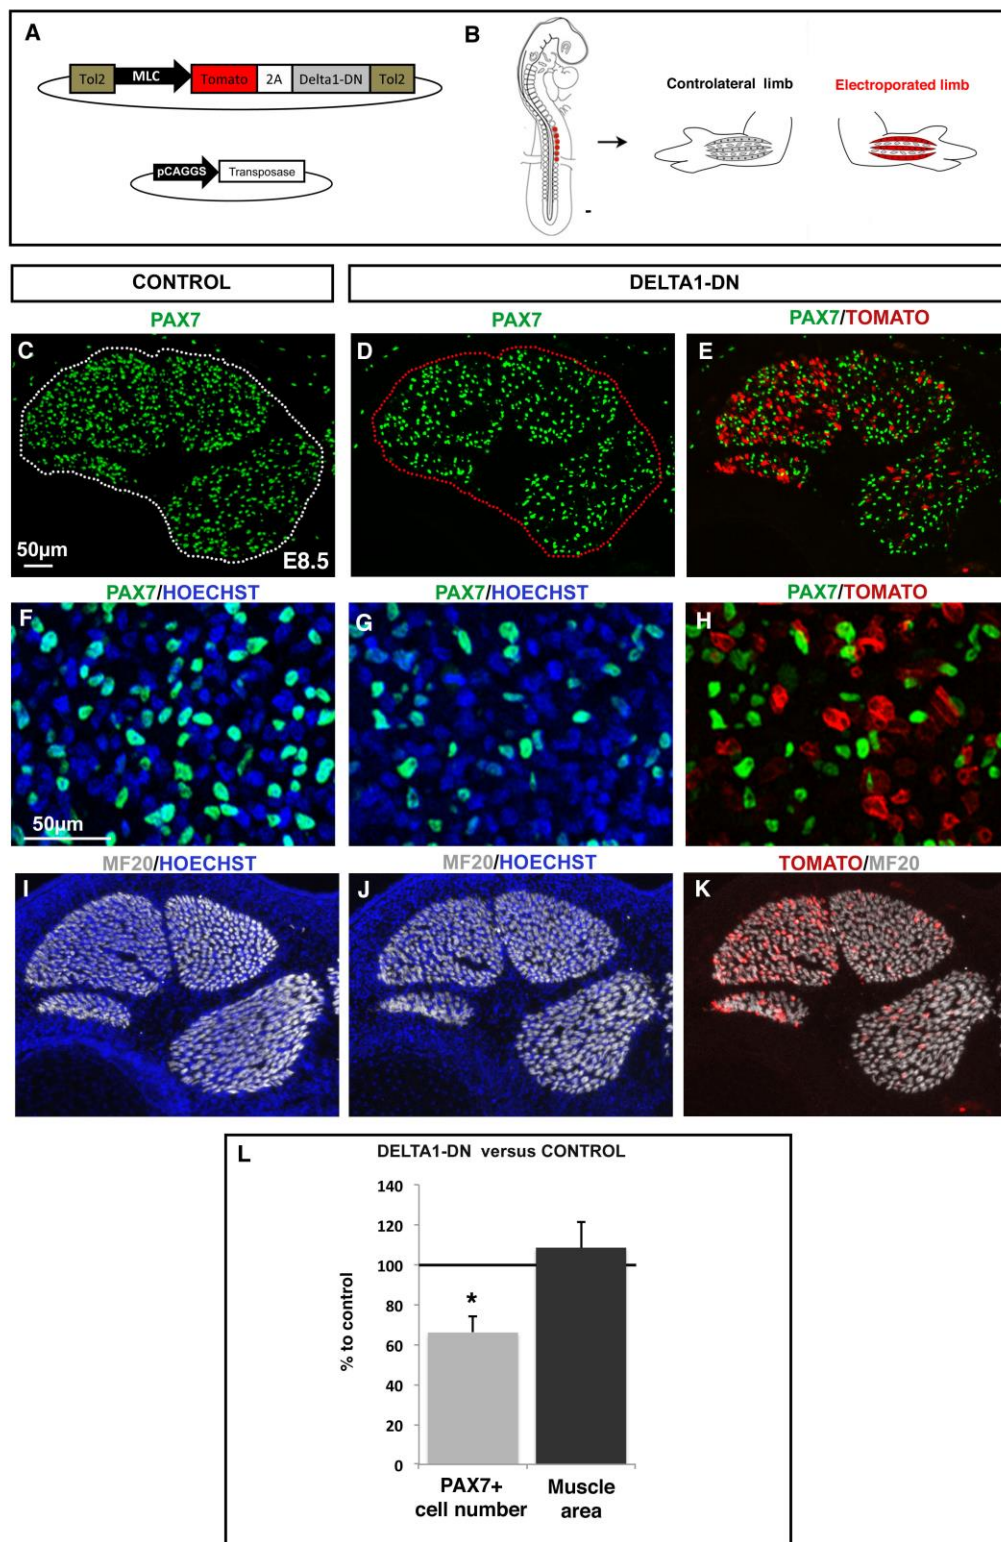 A
Tol2 MLC Tomato 2A Delta1-DN Tol2
pCAGGS Transposase
B
Controlateral limb
Electroporated limb
CONTROL
DELTA1-DN
PAX7
PAX7
PAX7/TOMATO
C
50µm
E8.5
D
E
PAX7/HOECHST
PAX7/HOECHST
PAX7/TOMATO
F
50µm
G
H
MF20/HOECHST
MF20/HOECHST
TOMATO/MF20
I
J
K
L
DELTA1-DN versus CONTROL
% to control
140
120
100
80
60
40
20
0
*
PAX7+
cell number
Muscle
area